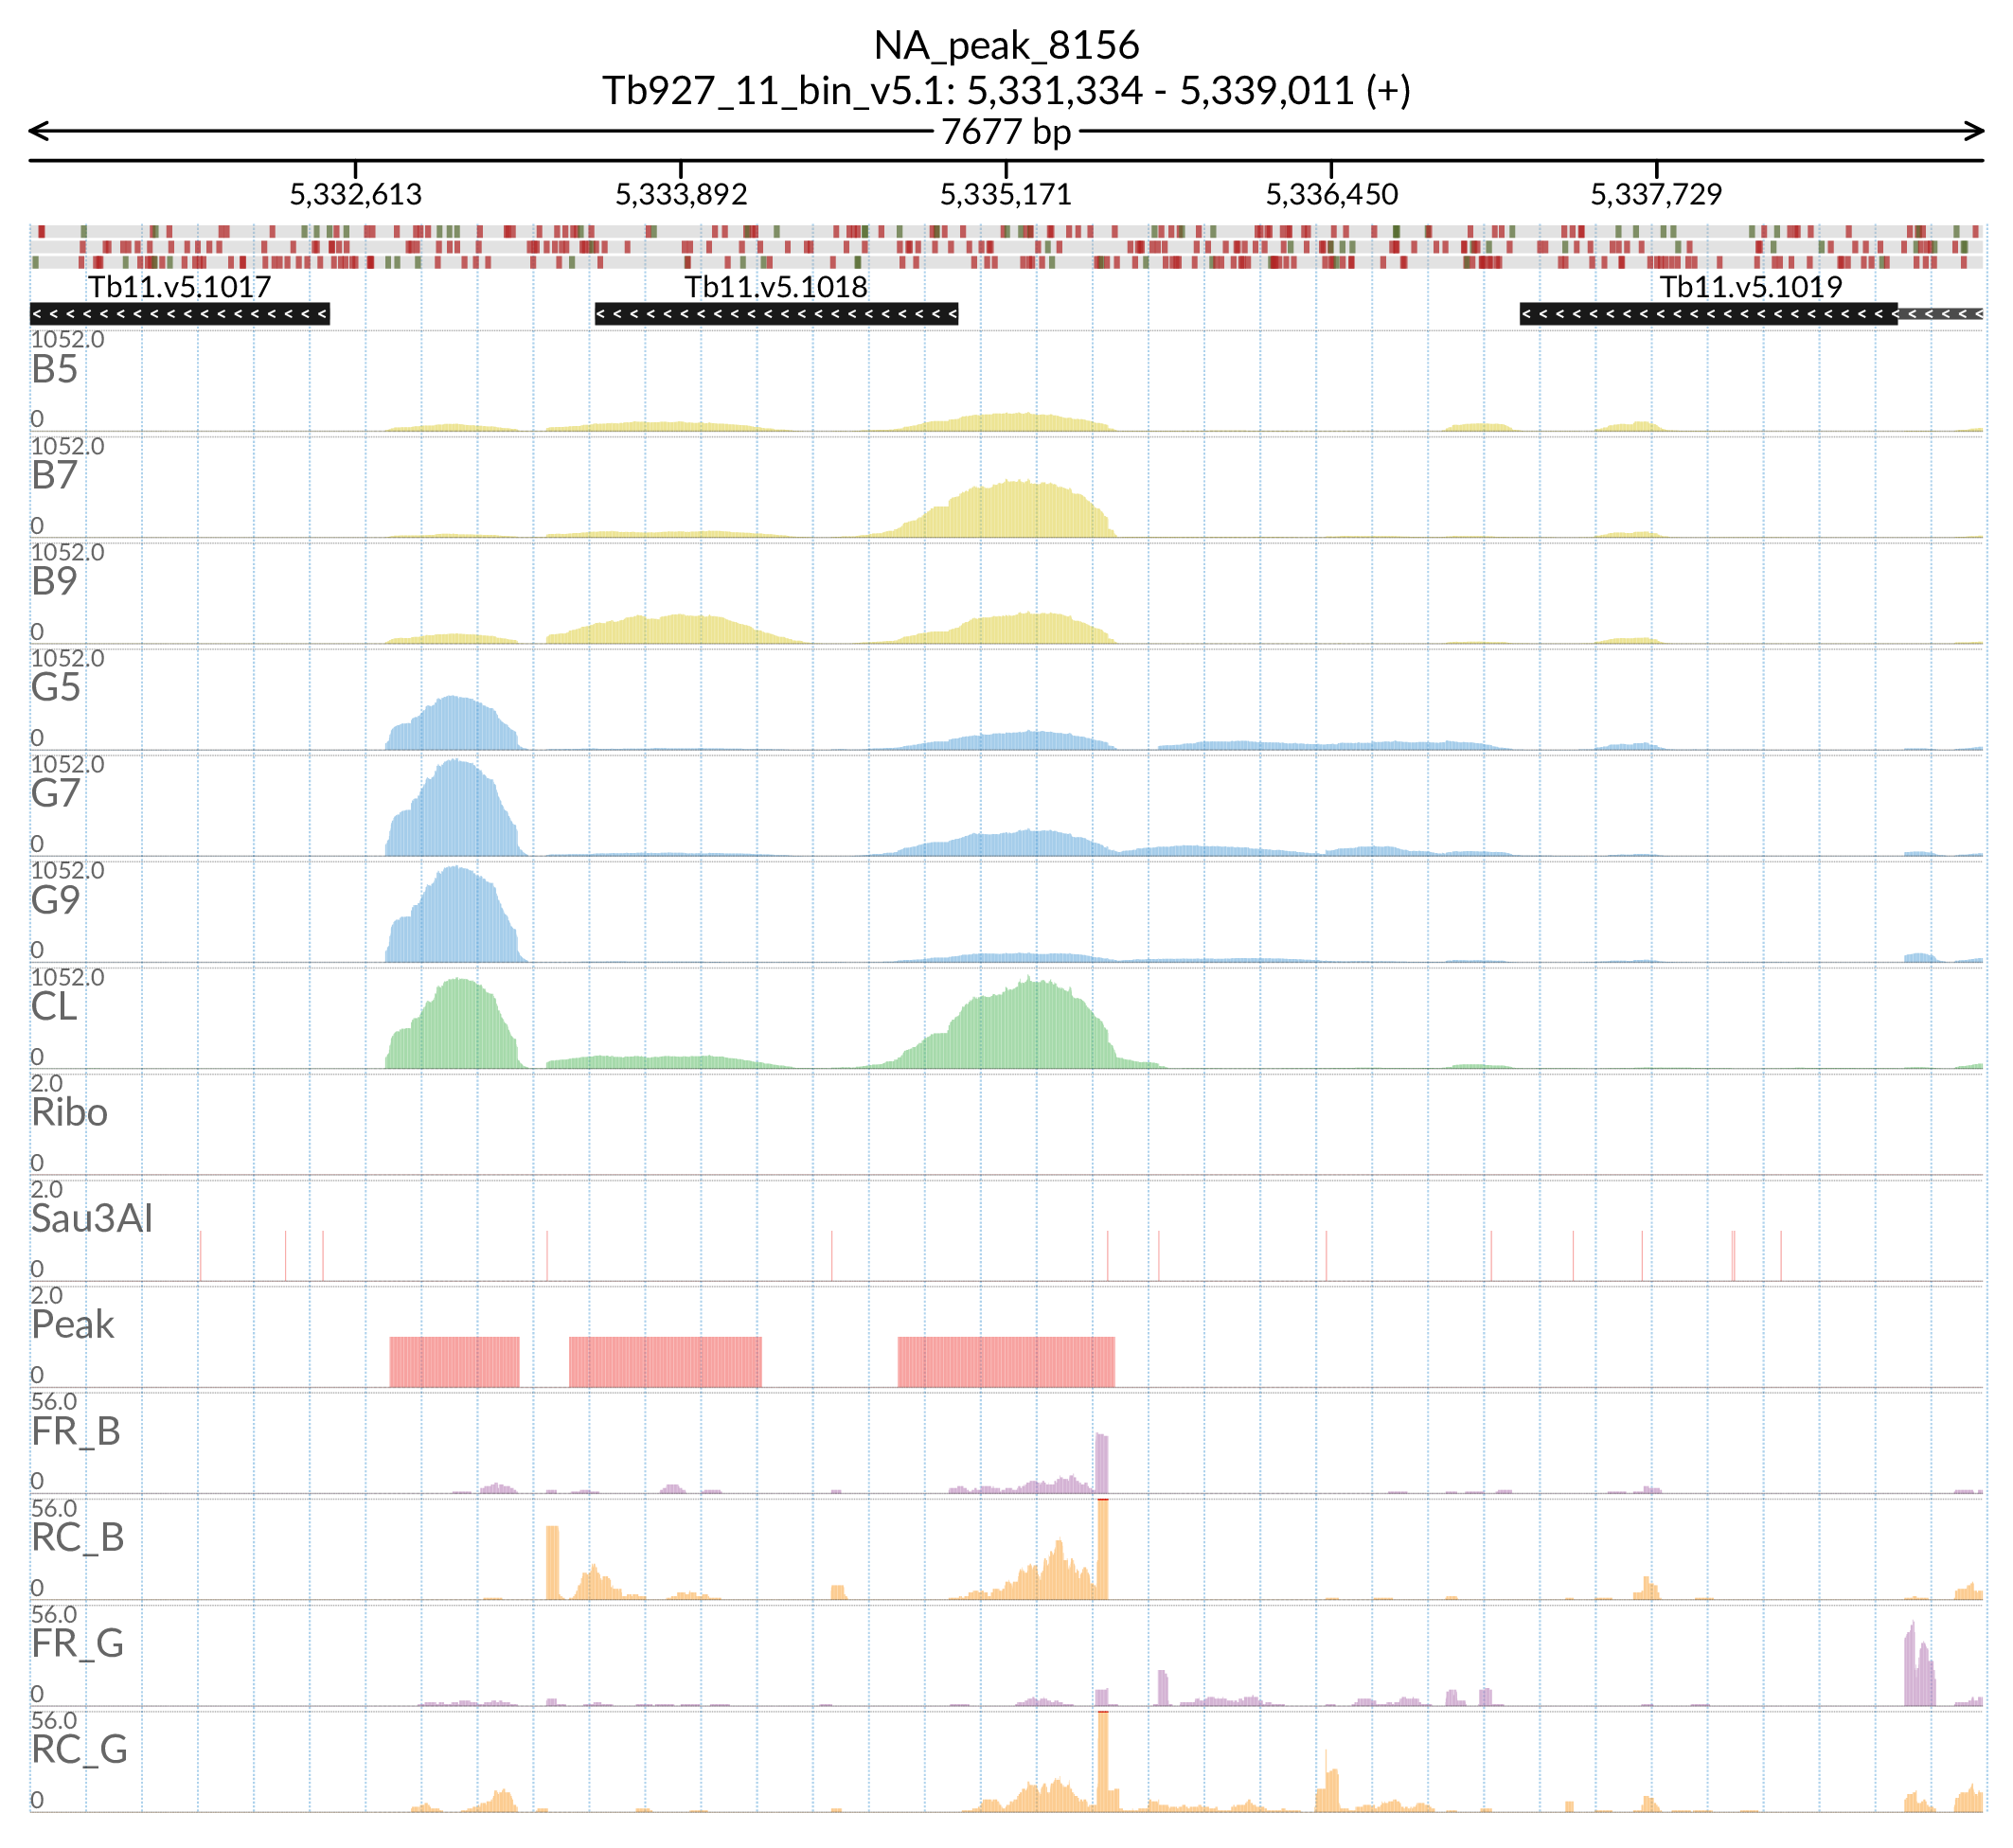 NA_peak_8156
Tb927_11_bin_v5.1: 5,331,334 - 5,339,011 (+)
7677 bp
5,332,613 5,333,892 5,335,171 5,336,450 5,337,729
Tb11.v5.1017 Tb11.v5.1018 Tb11.v5.1019
1052.0
B5
0
1052.0
B7
0
1052.0
B9
0
1052.0
G5
0
1052.0
G7
0
1052.0
G9
0
1052.0
CL
0
2.0
Ribo
0
2.0
Sau3AI
0
2.0
Peak
0
56.0
FR_B
0
56.0
RC_B
0
56.0
FR_G
0
56.0
RC_G
0